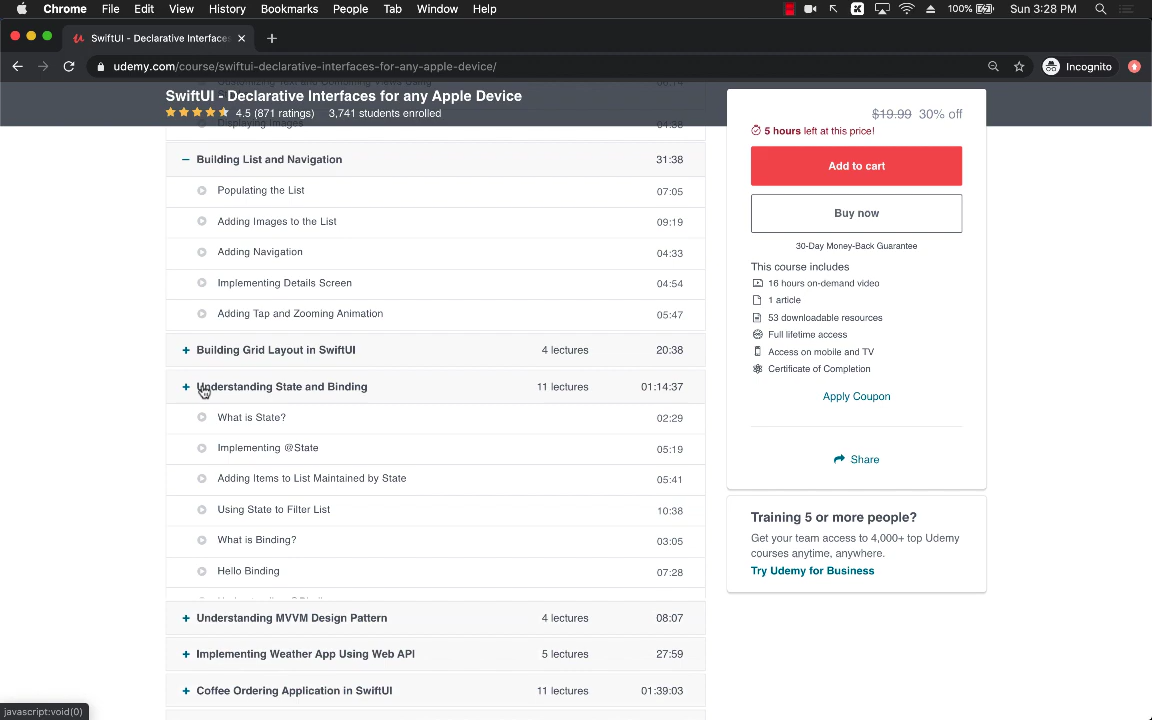 Chrome File Edit View History Bookmarks People Tab Window Help 100% Sun 3:28 PM
SwiftUI - Declarative Interfaces
udemy.com/course/swiftui-declarative-interfaces-for-any-apple-device/ Incognito
SwiftUI - Declarative Interfaces for any Apple Device
4.5 (871 ratings) 3,741 students enrolled
Displaying Images 04:38
Building List and Navigation 31:38
Populating the List 07:05
Adding Images to the List 09:19
Adding Navigation 04:33
Implementing Details Screen 04:54
Adding Tap and Zooming Animation 05:47
Building Grid Layout in SwiftUI 4 lectures 20:38
Understanding State and Binding 11 lectures 01:14:37
What is State? 02:29
Implementing @State 05:19
Adding Items to List Maintained by State 05:41
Using State to Filter List 10:38
What is Binding? 03:05
Hello Binding 07:28
Understanding MVVM Design Pattern 4 lectures 08:07
Implementing Weather App Using Web API 5 lectures 27:59
Coffee Ordering Application in SwiftUI 11 lectures 01:39:03
$19.99 30% off
5 hours left at this price!
Add to cart
Buy now
30-Day Money-Back Guarantee
This course includes
16 hours on-demand video
1 article
53 downloadable resources
Full lifetime access
Access on mobile and TV
Certificate of Completion
Apply Coupon
Share
Training 5 or more people?
Get your team access to 4,000+ top Udemy
courses anytime, anywhere.
Try Udemy for Business
javascript:void(0)